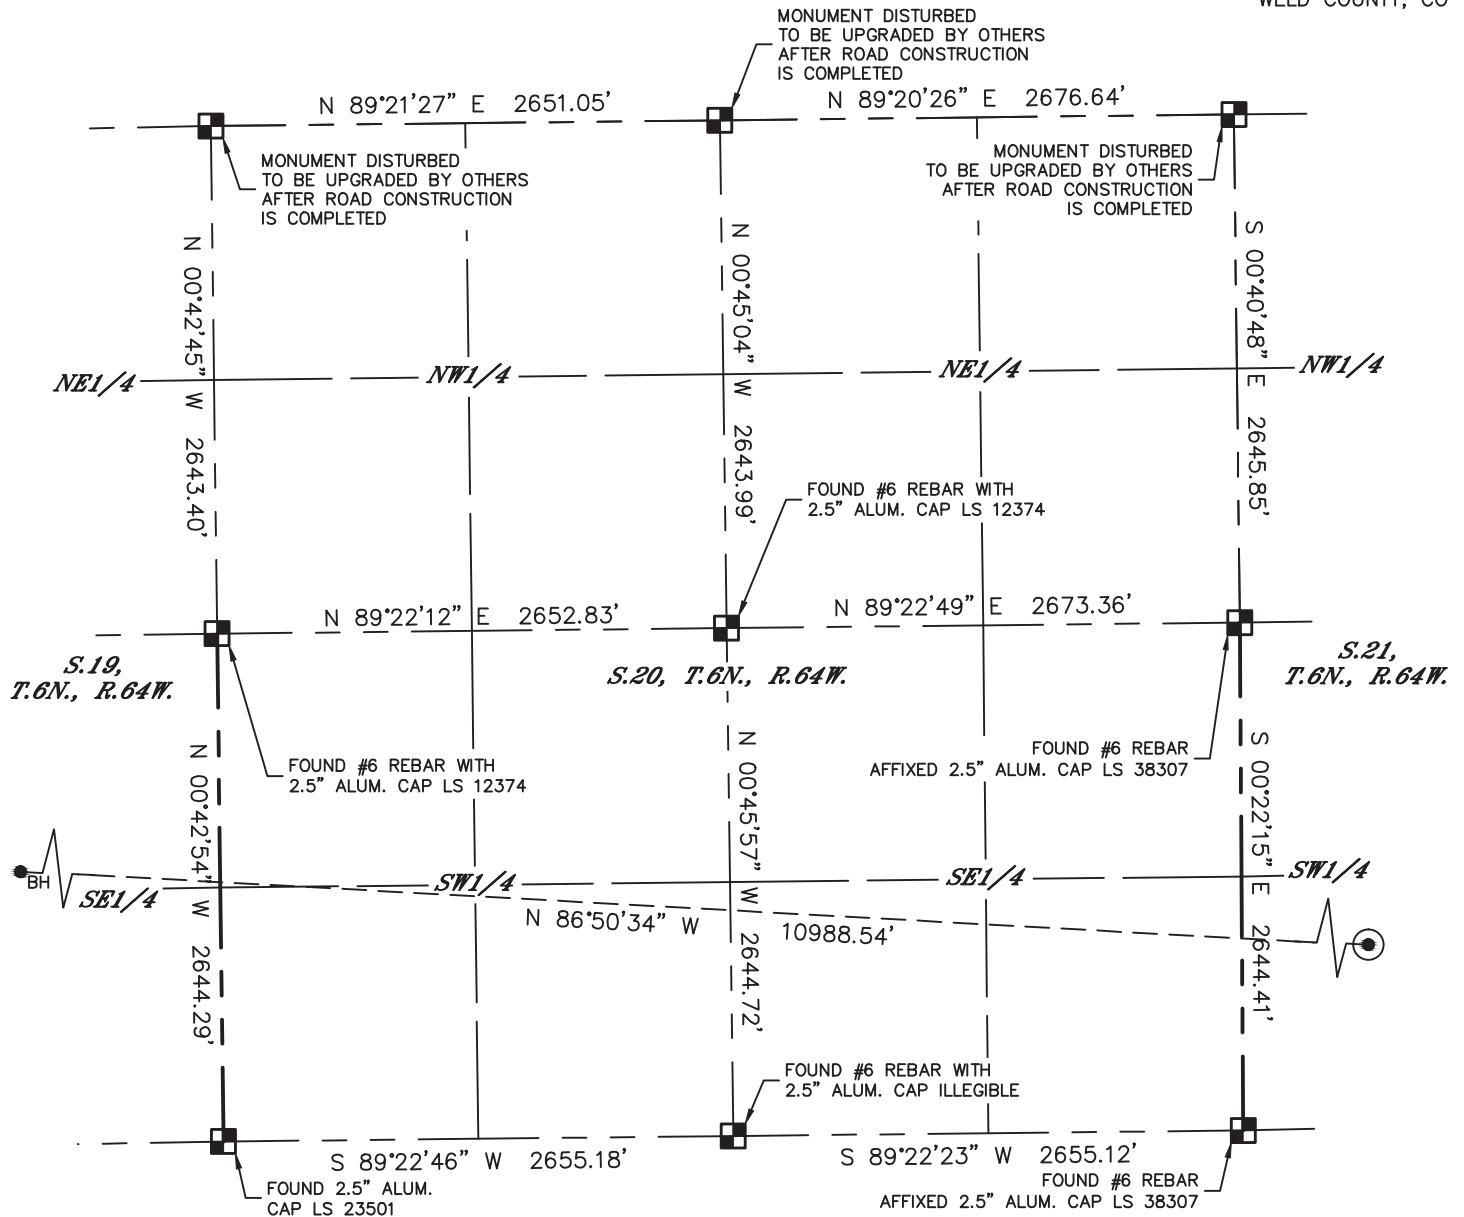 WELD COUNTY, CO
MONUMENT DISTURBED
TO BE UPGRADED BY OTHERS
AFTER ROAD CONSTRUCTION
IS COMPLETED
N 89°21'27" E 2651.05'
N 89°20'26" E 2676.64'
MONUMENT DISTURBED
TO BE UPGRADED BY OTHERS
AFTER ROAD CONSTRUCTION
IS COMPLETED
MONUMENT DISTURBED
TO BE UPGRADED BY OTHERS
AFTER ROAD CONSTRUCTION
IS COMPLETED
N 00°42'45" W 2643.40'
N 00°45'04" W 2643.99'
S 00°40'48" E 2645.85'
NE1/4
NW1/4
NE1/4
NW1/4
FOUND #6 REBAR WITH
2.5" ALUM. CAP LS 12374
N 89°22'12" E 2652.83'
N 89°22'49" E 2673.36'
S.19,
T.6N., R.64W.
S.20, T.6N., R.64W.
S.21,
T.6N., R.64W.
FOUND #6 REBAR WITH
2.5" ALUM. CAP LS 12374
FOUND #6 REBAR
AFFIXED 2.5" ALUM. CAP LS 38307
N 00°42'54" W 2644.29'
N 00°45'57" W 2644.72'
S 00°22'15" E 2644.41'
BH
SE1/4
SW1/4
SE1/4
SW1/4
N 86°50'34" W 10988.54'
FOUND #6 REBAR WITH
2.5" ALUM. CAP ILLEGIBLE
S 89°22'46" W 2655.18'
S 89°22'23" W 2655.12'
FOUND 2.5" ALUM.
CAP LS 23501
FOUND #6 REBAR
AFFIXED 2.5" ALUM. CAP LS 38307